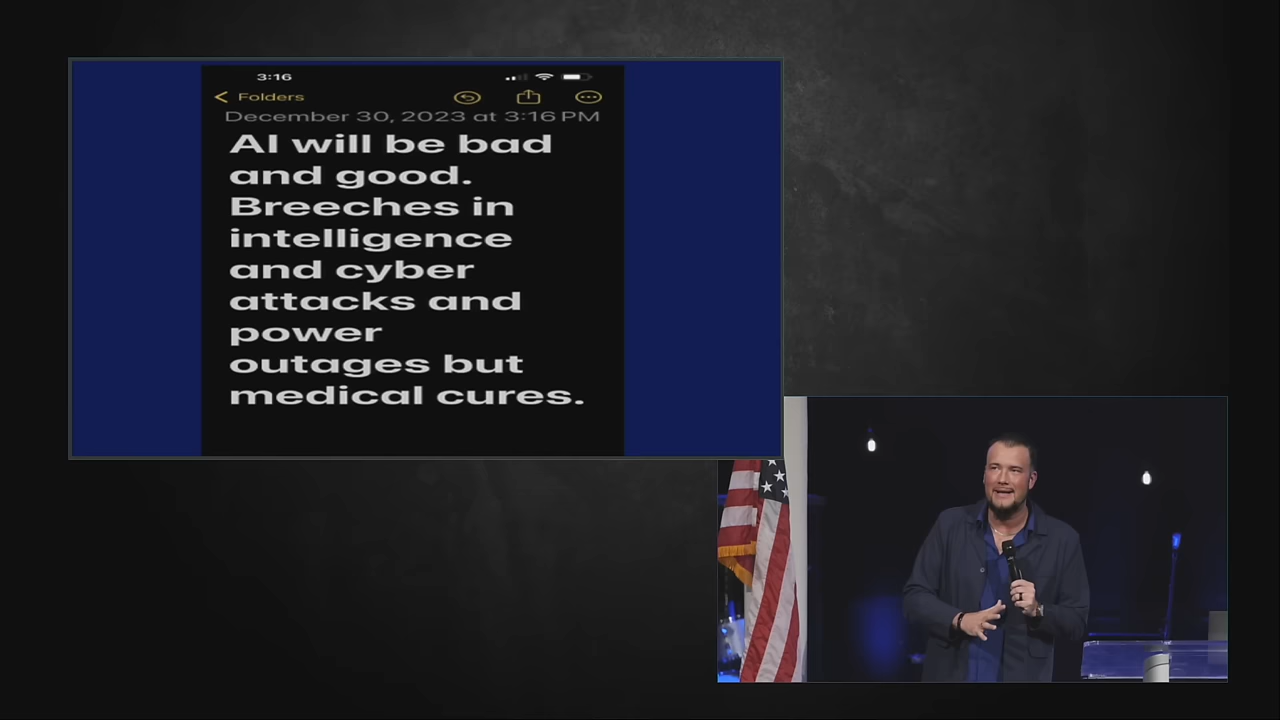 3:16
Folders
December 30, 2023 at 3:16 PM
AI will be bad
and good.
Breeches in
intelligence
and cyber
attacks and
power
outages but
medical cures.